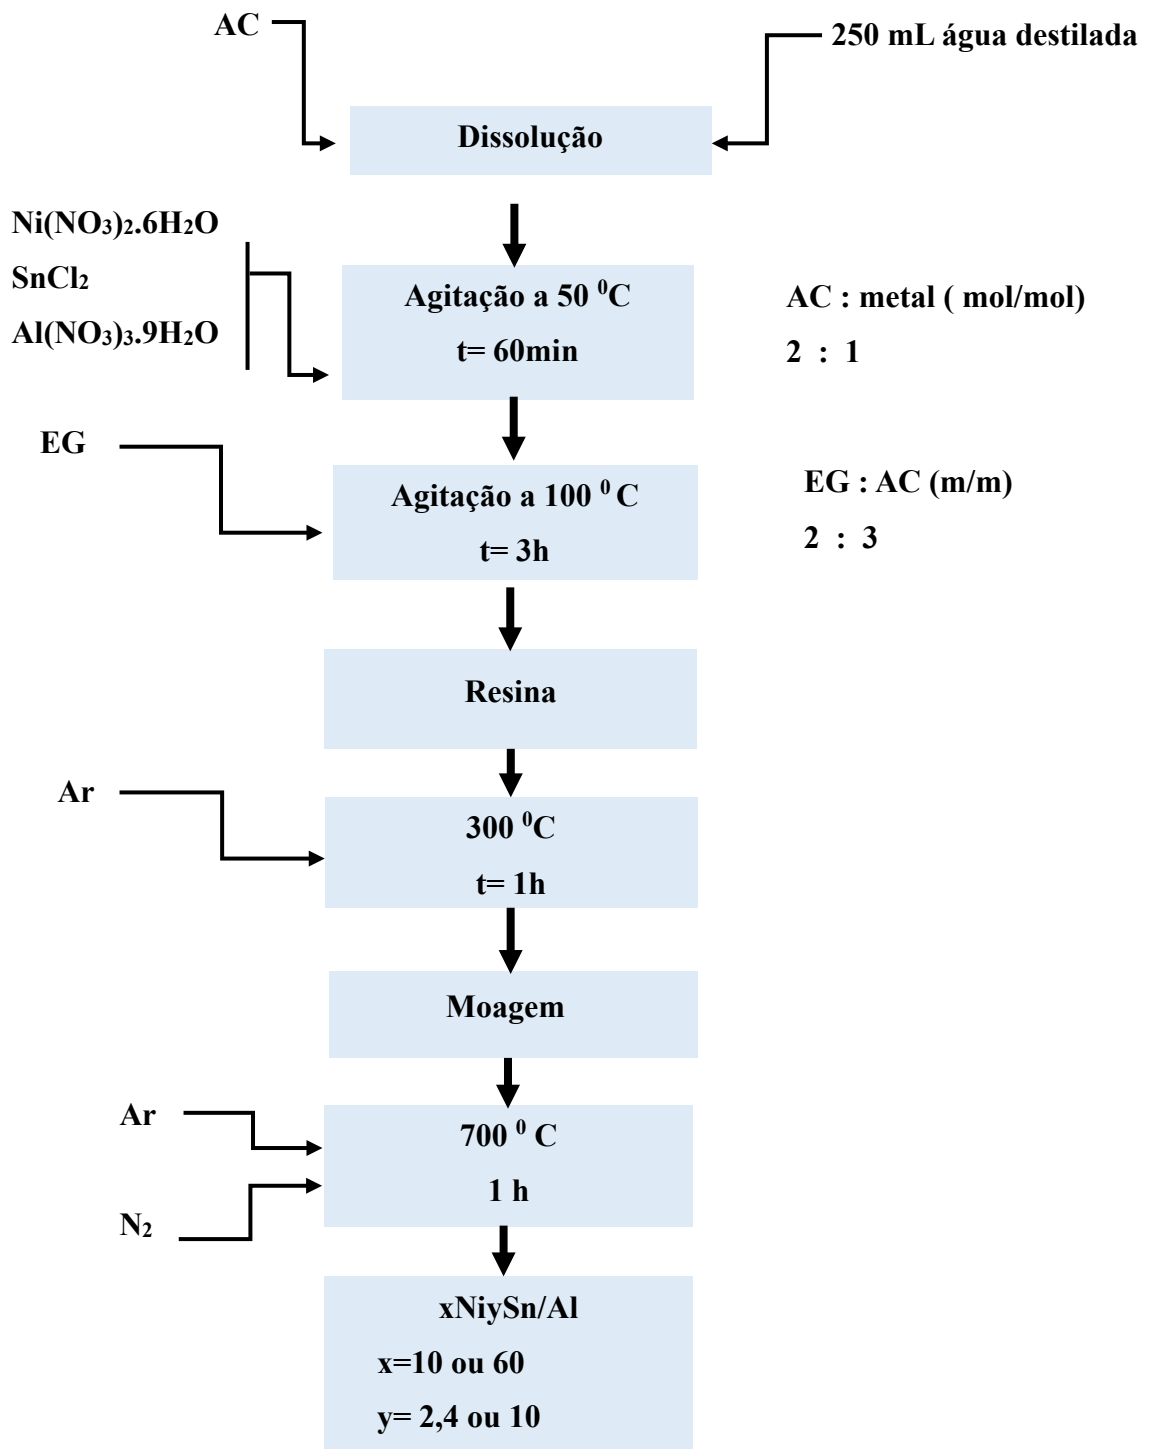 AC
250 mL água destilada
Dissolução
Ni(NO₃)₂.6H₂O
SnCl₂
Al(NO₃)₃.9H₂O
Agitação a 50 ⁰C
t= 60min
AC : metal ( mol/mol)
2 : 1
EG
Agitação a 100 ⁰ C
t= 3h
EG : AC (m/m)
2 : 3
Resina
Ar
300 ⁰C
t= 1h
Moagem
Ar
N₂
700 ⁰ C
1 h
xNiySn/Al
x=10 ou 60
y= 2,4 ou 10